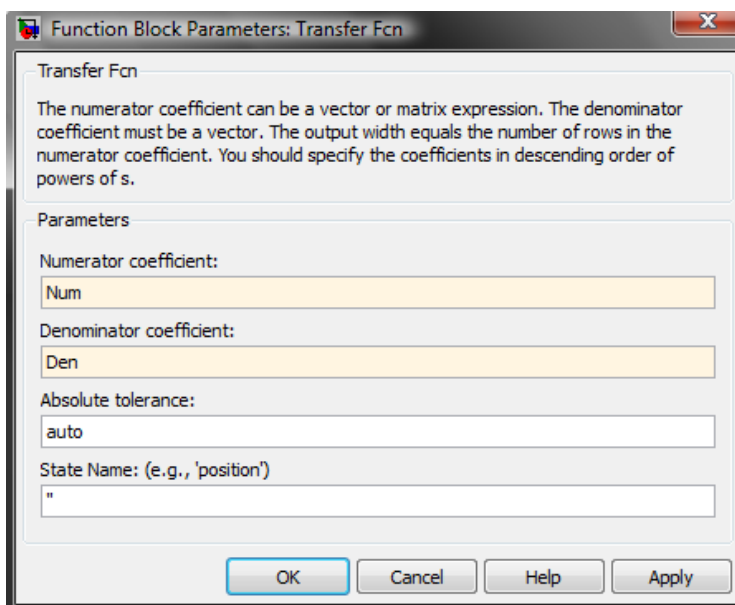 Function Block Parameters: Transfer Fcn
Transfer Fcn
The numerator coefficient can be a vector or matrix expression. The denominator
coefficient must be a vector. The output width equals the number of rows in the
numerator coefficient. You should specify the coefficients in descending order of
powers of s.
Parameters
Numerator coefficient:
Num
Denominator coefficient:
Den
Absolute tolerance:
auto
State Name: (e.g., 'position')
''
OK Cancel Help Apply